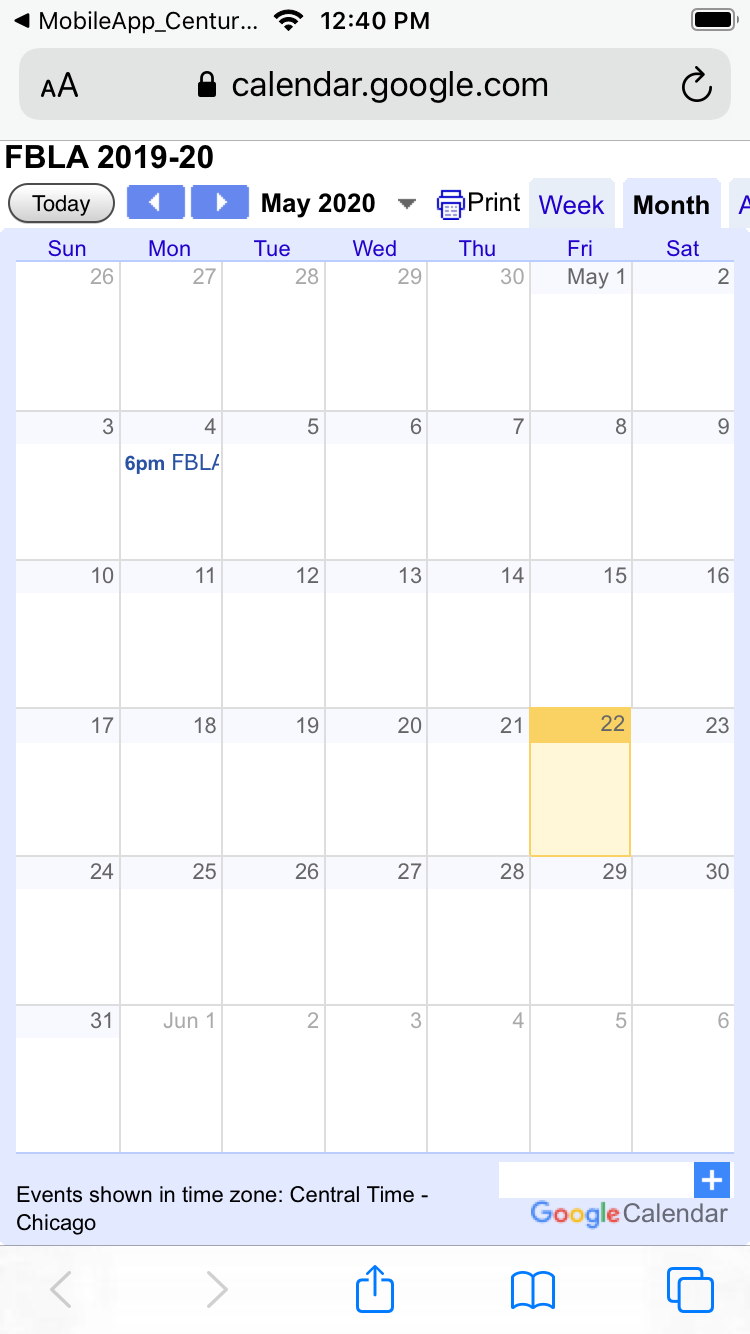 MobileApp_Centur... 12:40 PM
AA calendar.google.com
FBLA 2019-20
Today May 2020 Print Week Month A
Sun Mon Tue Wed Thu Fri Sat
26 27 28 29 30 May 1 2
3 4 5 6 7 8 9
6pm FBLA
10 11 12 13 14 15 16
17 18 19 20 21 22 23
24 25 26 27 28 29 30
31 Jun 1 2 3 4 5 6
Events shown in time zone: Central Time -
Chicago
+
Google Calendar